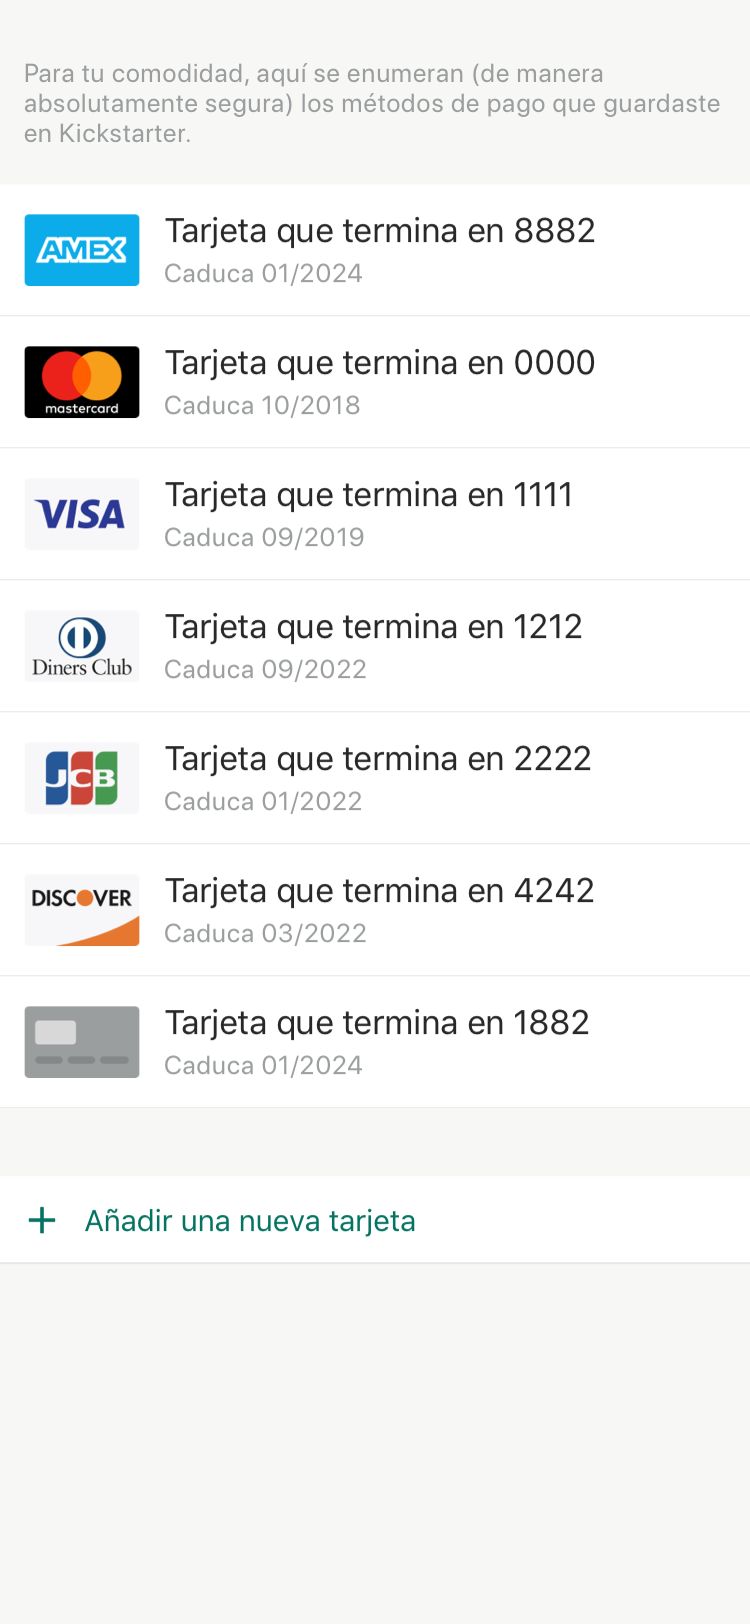 Para tu comodidad, aquí se enumeran (de manera
absolutamente segura) los métodos de pago que guardaste
en Kickstarter.
AMEX
Tarjeta que termina en 8882
Caduca 01/2024
mastercard
Tarjeta que termina en 0000
Caduca 10/2018
VISA
Tarjeta que termina en 1111
Caduca 09/2019
Diners Club
Tarjeta que termina en 1212
Caduca 09/2022
JCB
Tarjeta que termina en 2222
Caduca 01/2022
DISCOVER
Tarjeta que termina en 4242
Caduca 03/2022
Tarjeta que termina en 1882
Caduca 01/2024
+ Añadir una nueva tarjeta